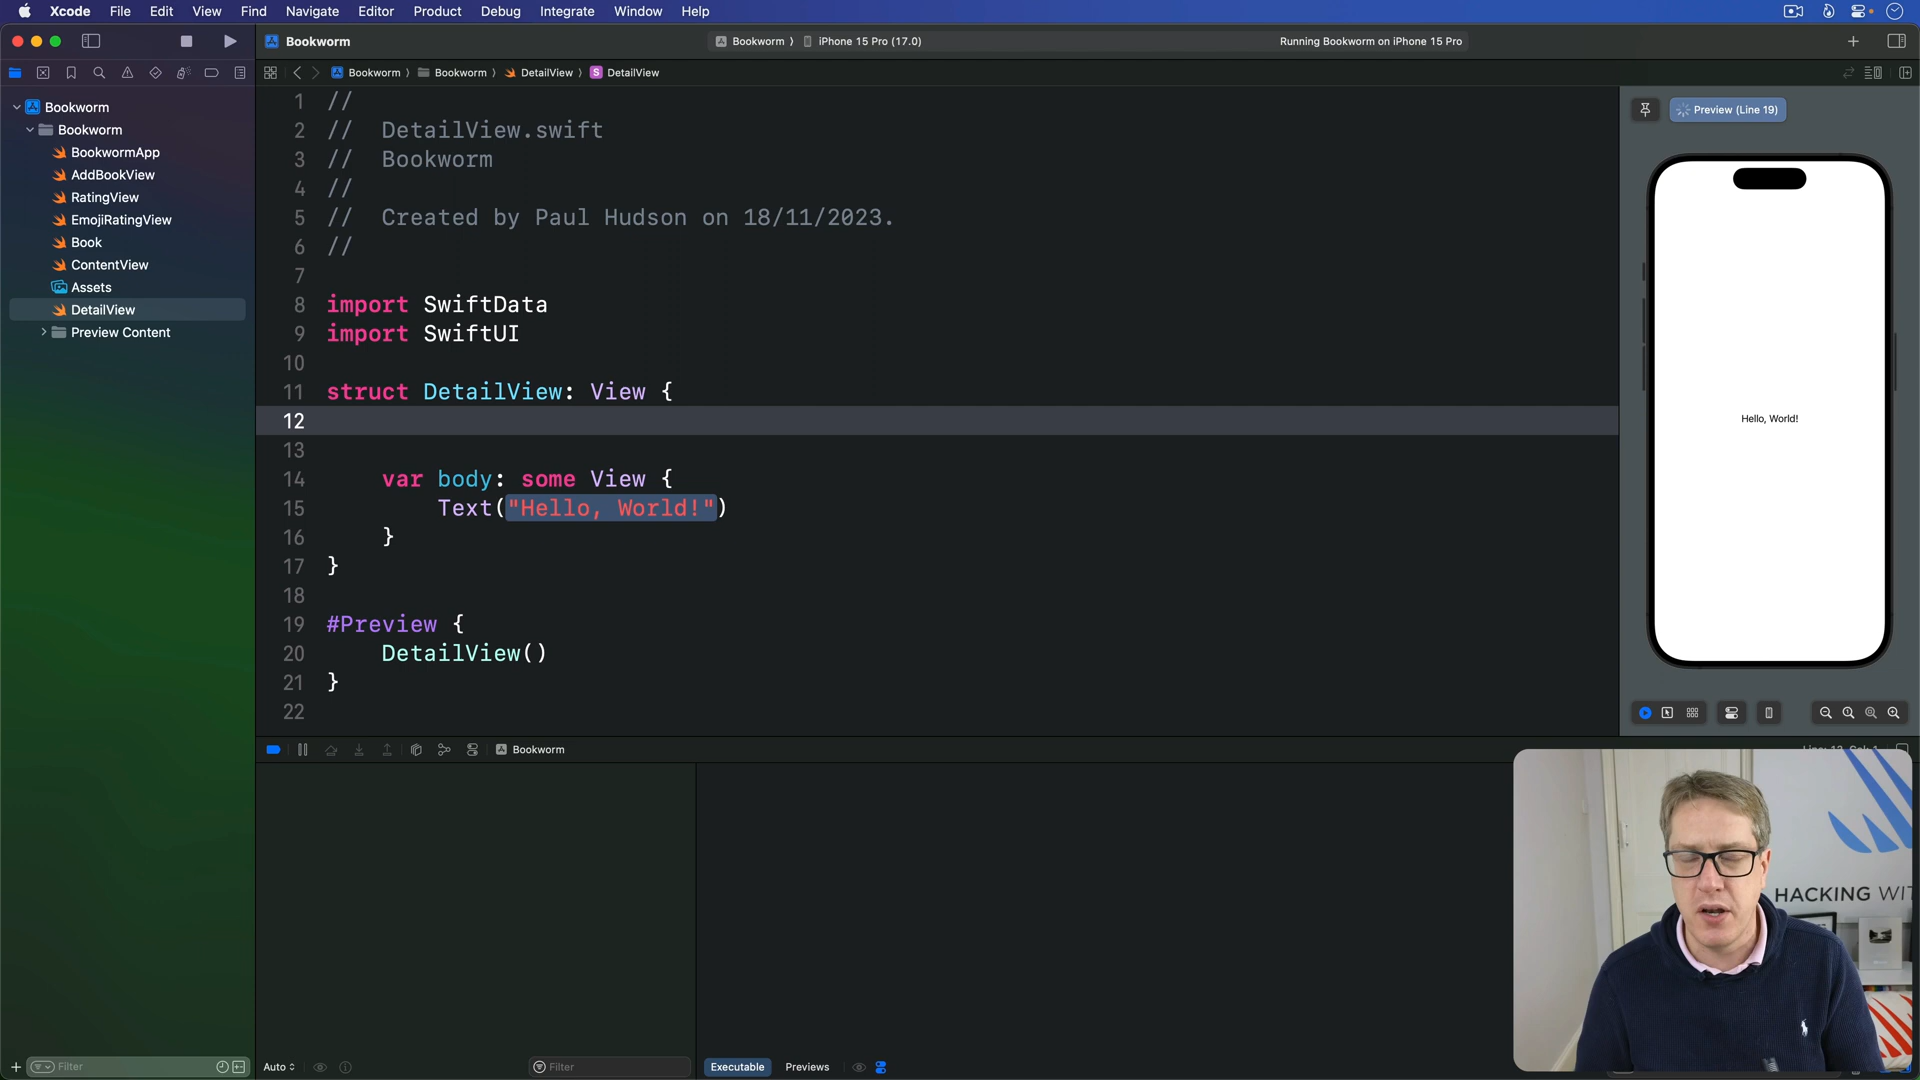 Xcode File Edit View Find Navigate Editor Product Debug Integrate Window Help
Bookworm
Bookworm 〉 iPhone 15 Pro (17.0)
Running Bookworm on iPhone 15 Pro
Bookworm 〉 Bookworm 〉 DetailView 〉 S DetailView
Bookworm
Bookworm
BookwormApp
AddBookView
RatingView
EmojiRatingView
Book
ContentView
Assets
DetailView
Preview Content
1 //
2 //  DetailView.swift
3 //  Bookworm
4 //
5 //  Created by Paul Hudson on 18/11/2023.
6 //
7
8 import SwiftData
9 import SwiftUI
10
11 struct DetailView: View {
12
13
14     var body: some View {
15         Text("Hello, World!")
16     }
17 }
18
19 #Preview {
20     DetailView()
21 }
22
Preview (Line 19)
Hello, World!
Bookworm
HACKING WIT
Filter
Auto
Filter
Executable Previews